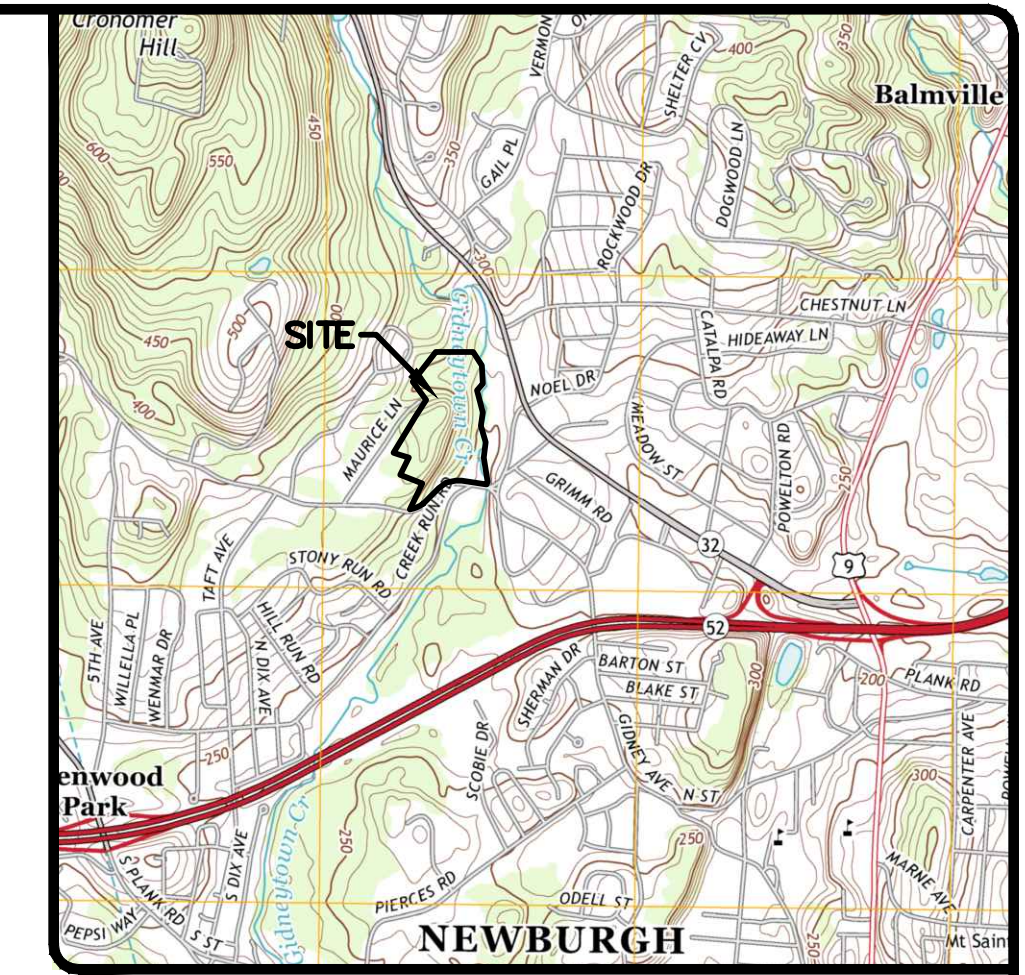 Cronomer
Hill
VERMON
SHELTER CV
400
350
Balmville
450
350
GAIL PL
DOGWOOD LN
600
550
ROCKWOOD DR
300
CHESTNUT LN
500
00
Gidneytown Cr
SITE
450
CATALPA RD
HIDEAWAY LN
NOEL DR
400
MAURICE LN
MEADOW ST
POWELTON RD
250
GRIMM RD
CREEK RUN RD
32
9
TAFT AVE
STONY RUN RD
52
5TH AVE
WILLELLA PL
WENMAR DR
HILL RUN RD
N DIX AVE
SHERMAN DR
BARTON ST
BLAKE ST
300
200
PLANK RD
GIDNEY AVE
SCOBIE DR
250
enwood
Park
N ST
300
CARPENTER AVE
Gidneytown Cr
250
250
S DIX AVE
S PLANK RD
PIERCES RD
ODELL ST
MARNE AVE
PEPSI WAY
S ST
NEWBURGH
250
Mt Sain